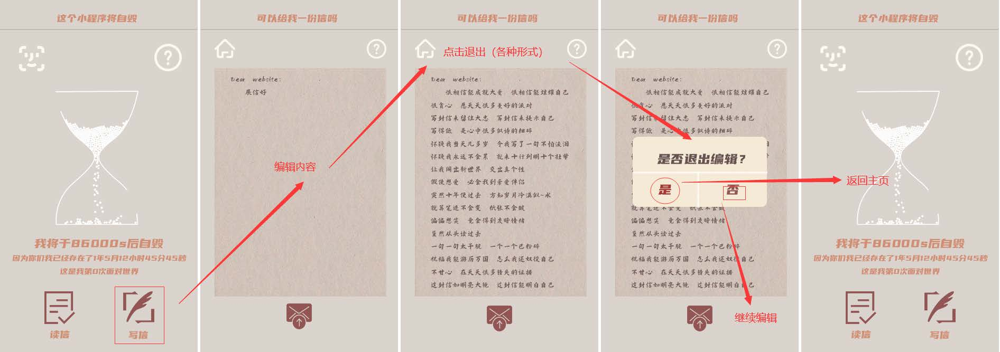 这个小程序将自毁
我将于86000s后自毁
因为你们我已经存在了1年5月12小时45分45秒
这是我第0次面对世界
读信
写信
可以给我一份信吗
Dear website:
展信好
编辑内容
可以给我一份信吗
点击退出（各种形式）
Dear website:
很相信能成就大爱 很相信能炫耀自己
很贪心 愿天天很多美好的派对
写封信来留住大志 写封信来提示自己
写得低 是心中很多似诗的细碎
怀疑我当天几多岁 令我写了一句不怕流泪
怀疑我永远不会累 就来十行列明十个壮举
让我闯出新世界 交出真个性
假使想爱 必会找到亲爱伴侣
突然十年便过去 方知岁月冷漠似~水
就算笔迹不会变 纸张不会皱
偏偏想笑 竟会得到灰暗情绪
蓦然从头读过去
一句一句太干脆 一个一个已粉碎
祝福我能游历万国 怎么我还奴役自己
不甘心 在天天很多错失的证据
这封信如明亮大镜 这封信能明白自己
可以给我一份信吗
Dear website:
很相信能成就大爱 很相信能炫耀自己
很贪心 愿天天很多美好的派对
写封信来留住大志 写封信来提示自己
写得低 是心中很多似诗的细碎
是否退出编辑？
是
否
就算笔迹不会变 纸张不会皱
偏偏想笑 竟会得到灰暗情绪
蓦然从头读过去
一句一句太干脆 一个一个已粉碎
祝福我能游历万国 怎么我还奴役自己
不甘心 在天天很多错失的证据
这封信如明亮大镜 这封信能明白自己
继续编辑
这个小程序将自毁
返回主页
我将于86000s后自毁
因为你们我已经存在了1年5月12小时45分45秒
这是我第0次面对世界
读信
写信